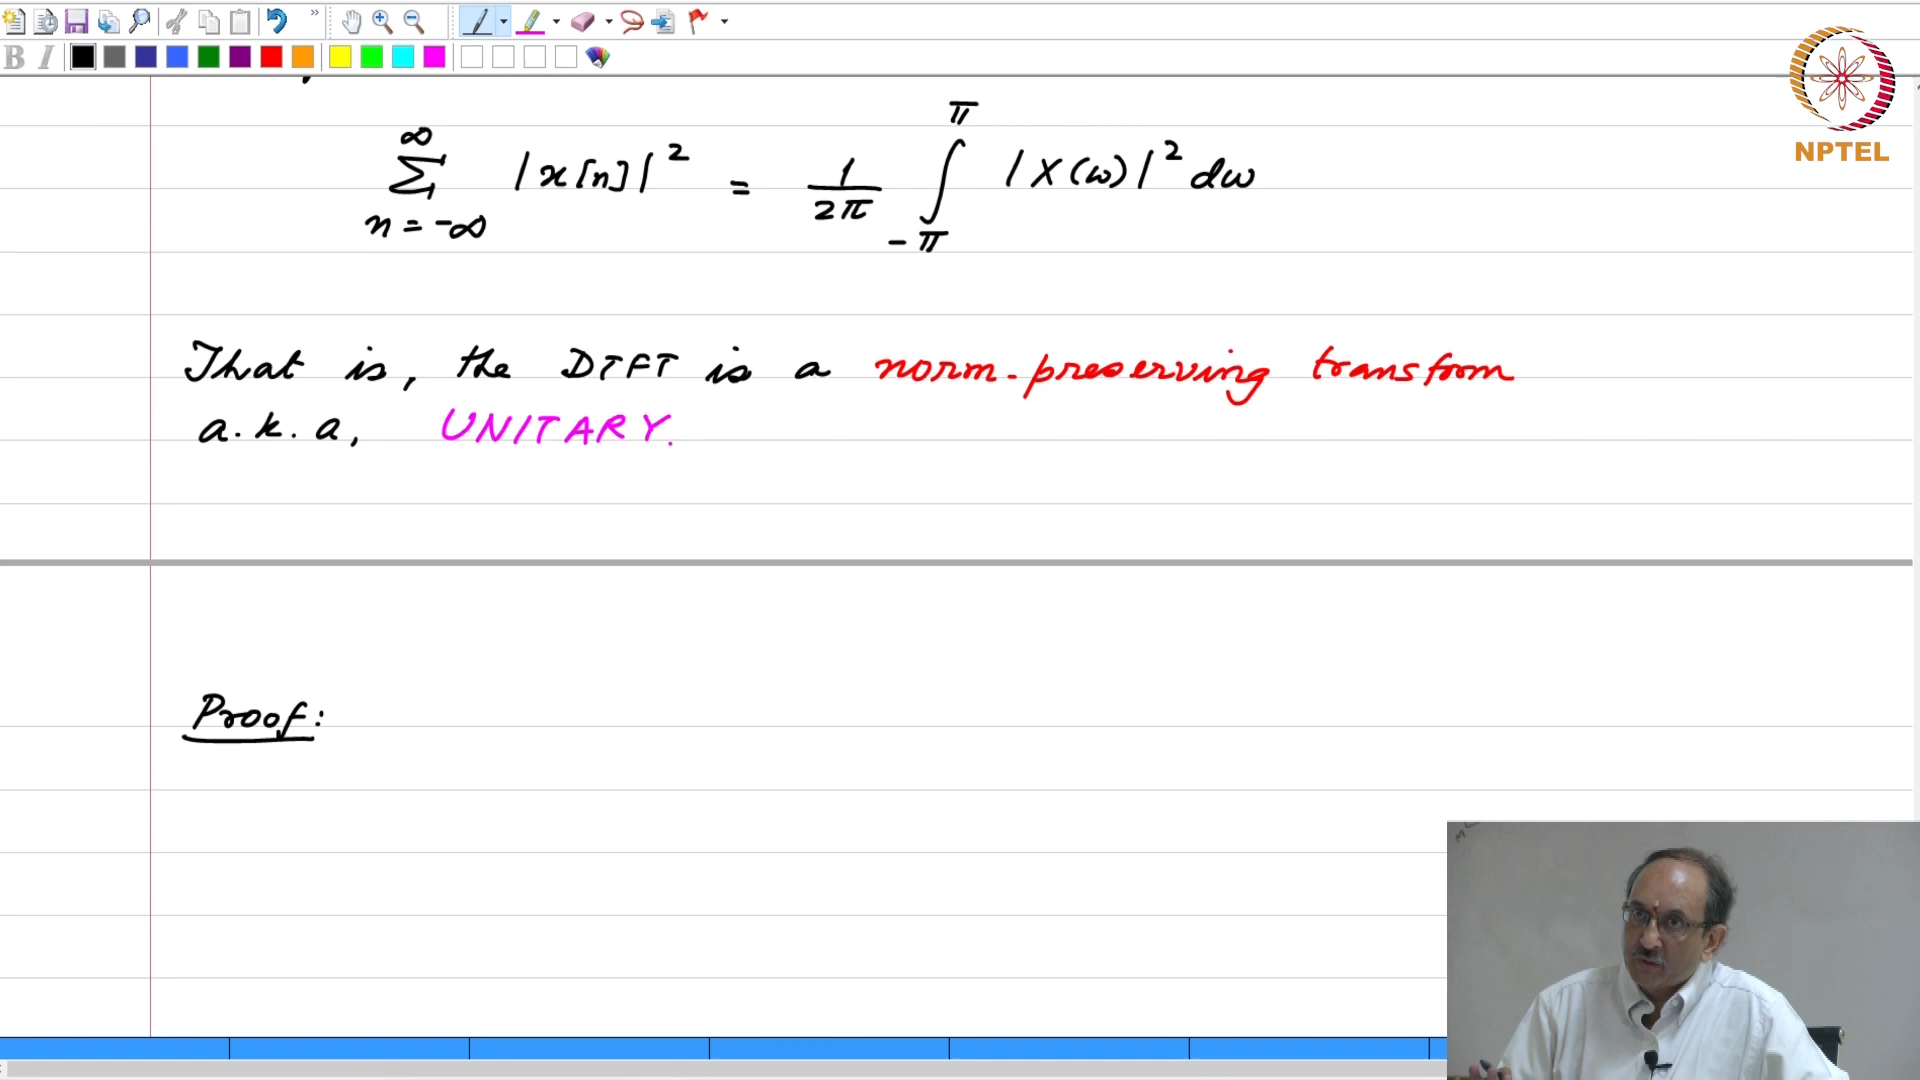 B I
NPTEL
∞ π
∑ |x[n]|² = 1/2π ∫ |X(ω)|² dω
n = -∞ -π
That is, the DTFT is a norm-preserving transform
a.k.a, UNITARY.
Proof: